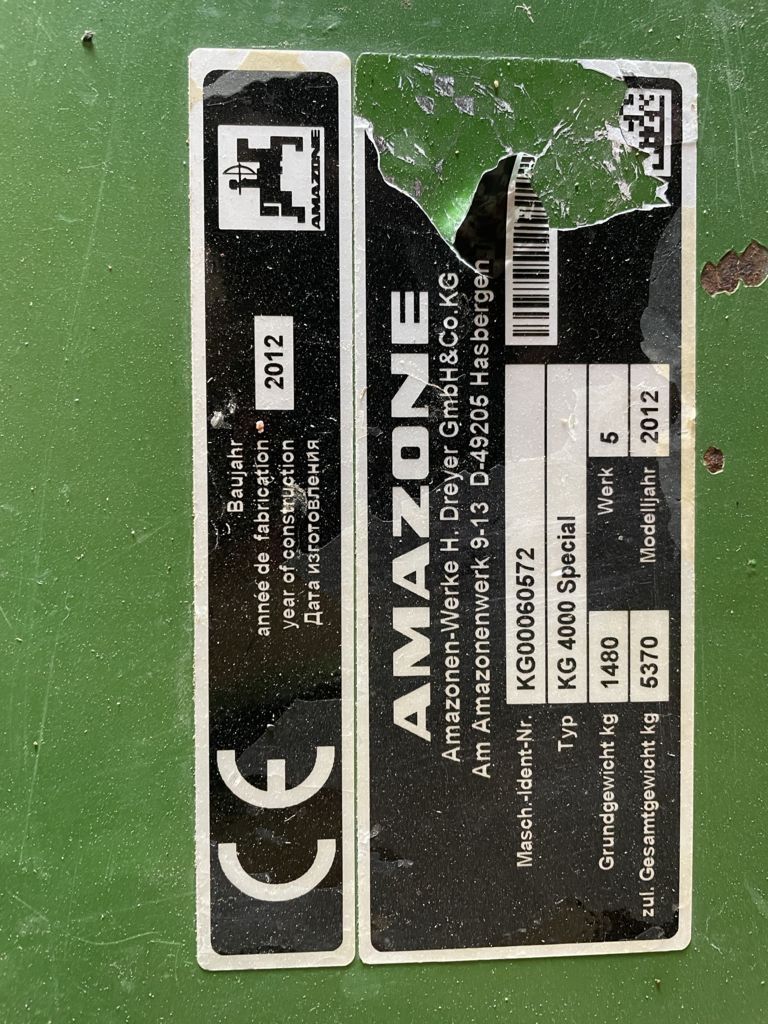 AMAZONE
Baujahr
année de fabrication
year of construction
Дата изготовления
2012
CE
AMAZONE
Amazonen-Werke H. Dreyer GmbH&Co.KG
Am Amazonenwerk 9-13 D-49205 Hasbergen
Masch.-Ident-Nr. KG00060572
Typ KG 4000 Special
Grundgewicht kg 1480 Werk 5
zul. Gesamtgewicht kg 5370 Modelljahr 2012